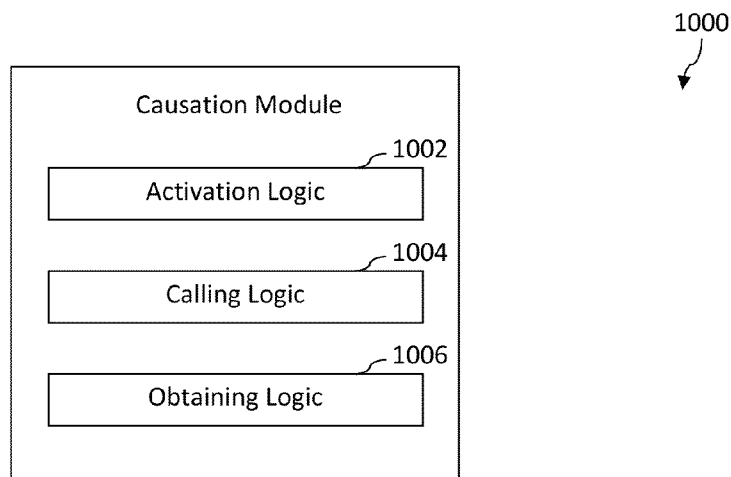 1000
Causation Module
1002
Activation Logic
1004
Calling Logic
1006
Obtaining Logic